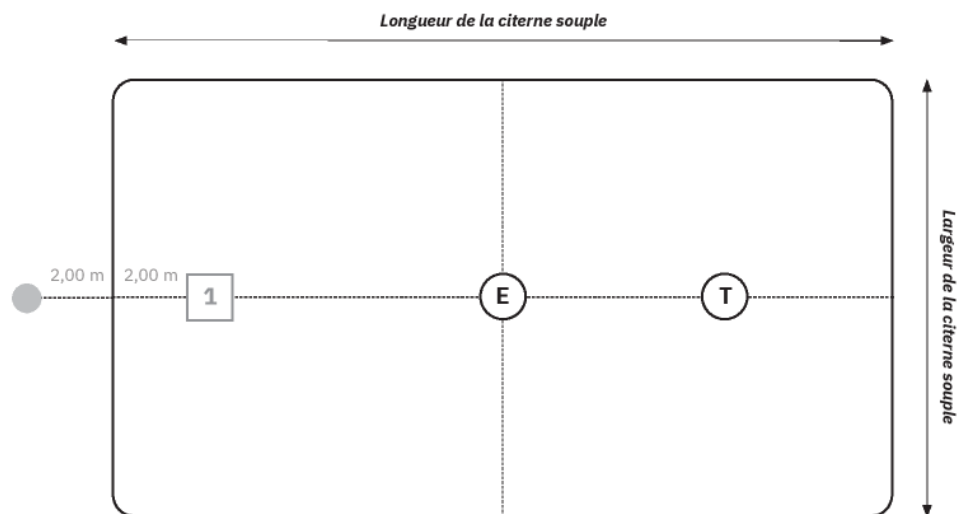 Longueur de la citerne souple
2,00 m
2,00 m
1
E
T
Largeur de la citerne souple